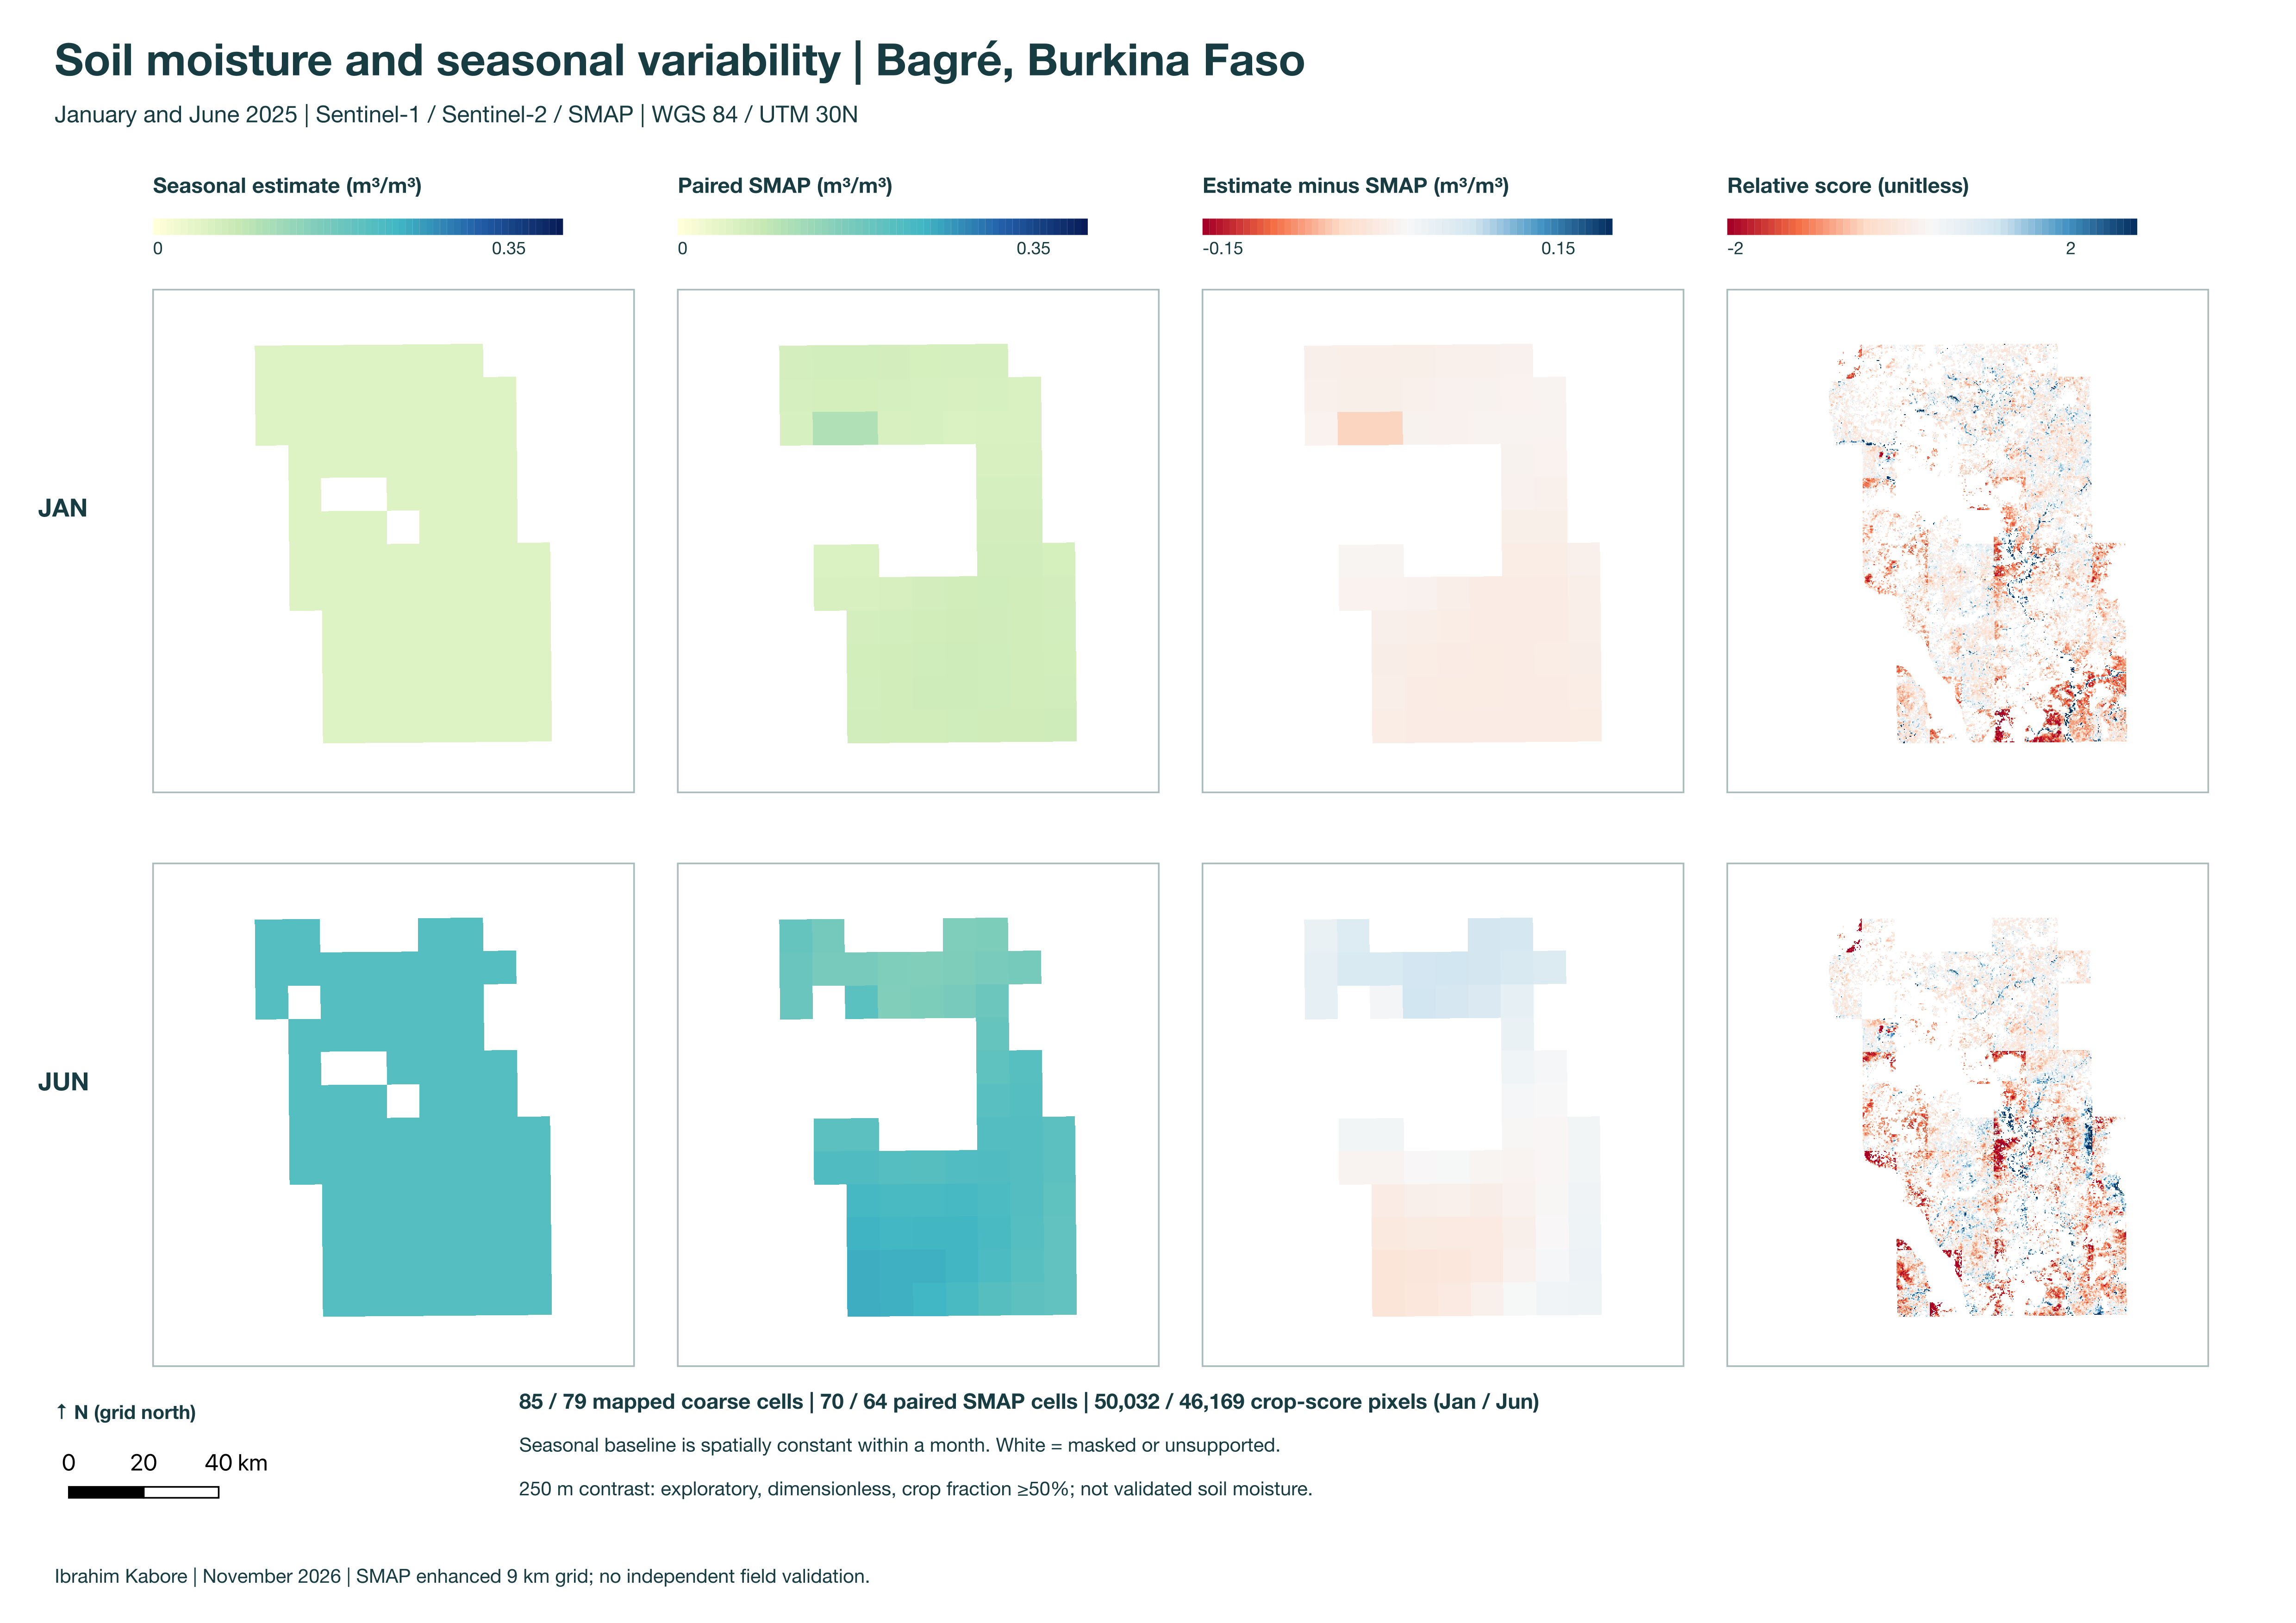 Soil moisture and seasonal variability | Bagré, Burkina Faso
January and June 2025 | Sentinel-1 / Sentinel-2 / SMAP | WGS 84 / UTM 30N
Seasonal estimate (m³/m³)
0 0.35
Paired SMAP (m³/m³)
0 0.35
Estimate minus SMAP (m³/m³)
-0.15 0.15
Relative score (unitless)
-2 2
JAN
JUN
↑ N (grid north)
0 20 40 km
85 / 79 mapped coarse cells | 70 / 64 paired SMAP cells | 50,032 / 46,169 crop-score pixels (Jan / Jun)
Seasonal baseline is spatially constant within a month. White = masked or unsupported.
250 m contrast: exploratory, dimensionless, crop fraction ≥50%; not validated soil moisture.
Ibrahim Kabore | November 2026 | SMAP enhanced 9 km grid; no independent field validation.